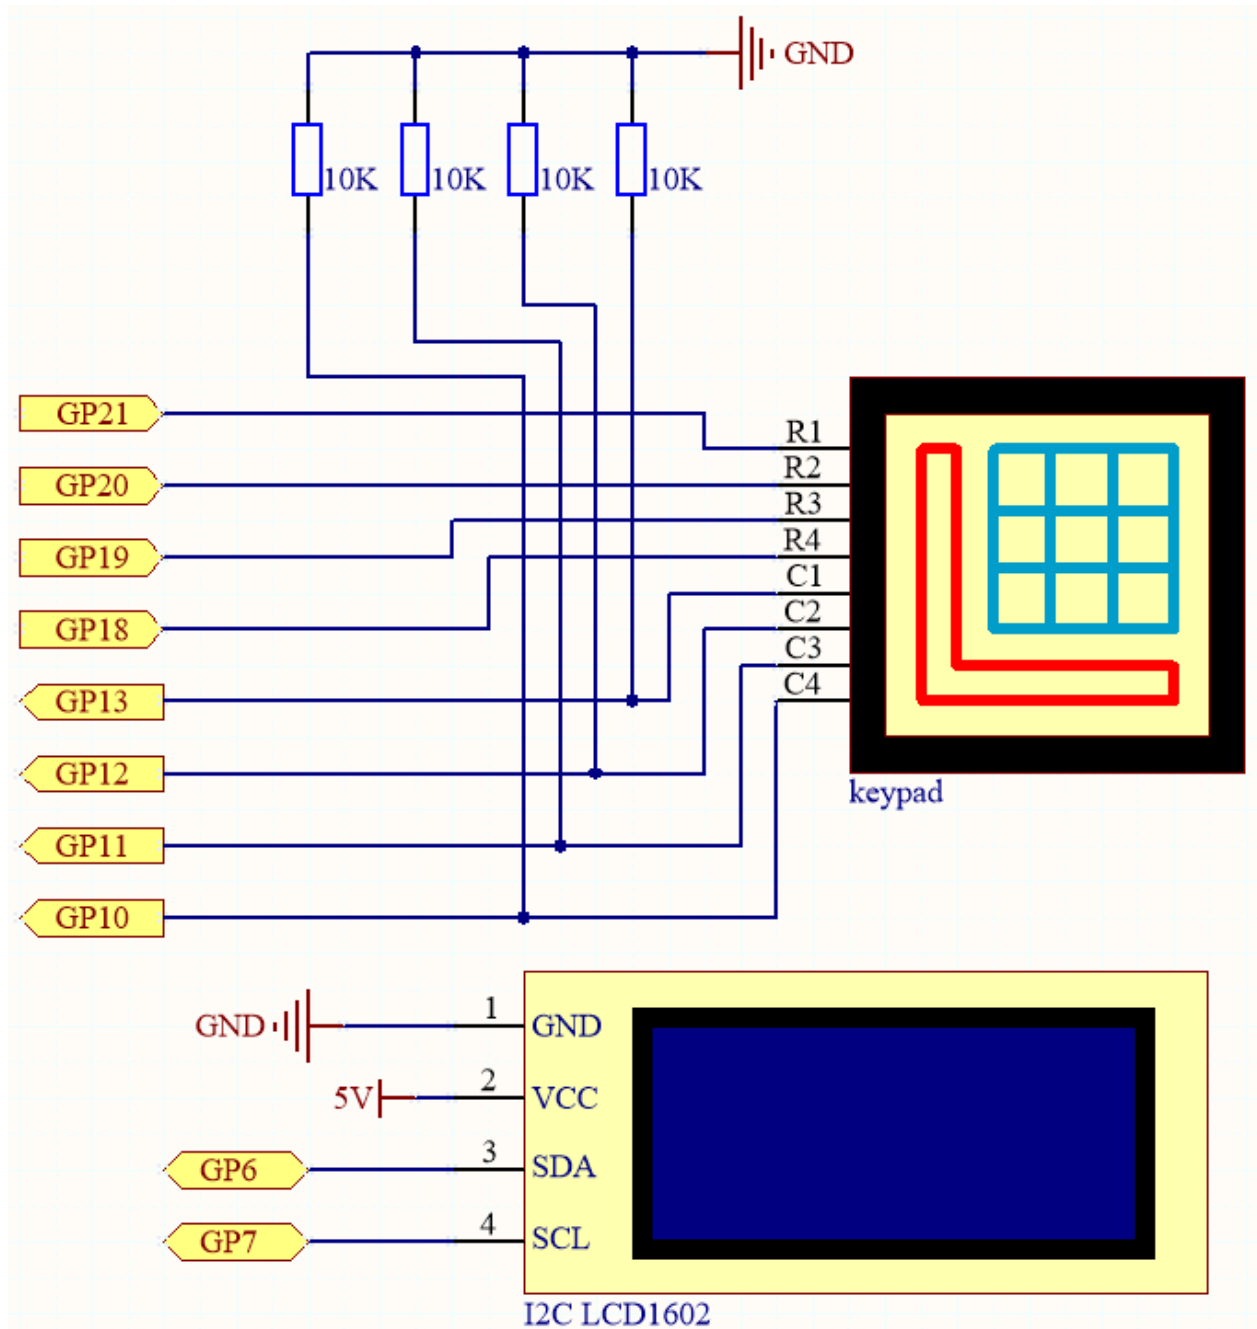 GND
10K 10K 10K 10K
GP21
R1
GP20
R2
R3
GP19
R4
C1
GP18
C2
C3
GP13
C4
GP12
keypad
GP11
GP10
GND 1 GND
5V 2 VCC
GP6 3 SDA
GP7 4 SCL
I2C LCD1602